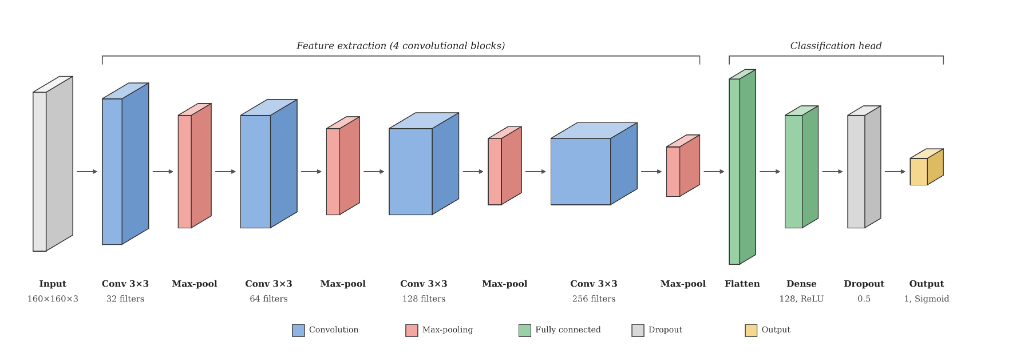 Feature extraction (4 convolutional blocks)
Classification head
Input
160×160×3
Conv 3×3
32 filters
Max-pool
Conv 3×3
64 filters
Max-pool
Conv 3×3
128 filters
Max-pool
Conv 3×3
256 filters
Max-pool
Flatten
Dense
128, ReLU
Dropout
0.5
Output
1, Sigmoid
Convolution
Max-pooling
Fully connected
Dropout
Output